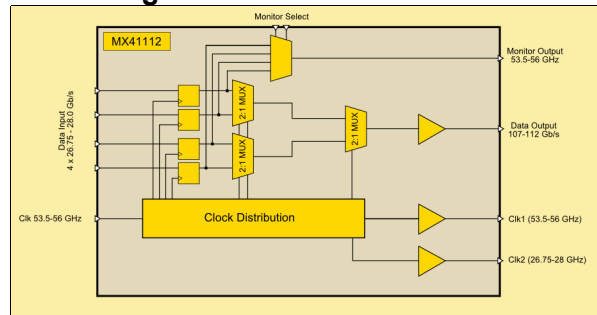 Monitor Select
MX41112
Monitor Output
53.5-56 GHz
Data Input
4 x 26.75 - 28.0 Gb/s
2:1 MUX
2:1 MUX
2:1 MUX
Data Output
107-112 Gb/s
Clk 53.5-56 GHz
Clock Distribution
Clk1 (53.5-56 GHz)
Clk2 (26.75-28 GHz)